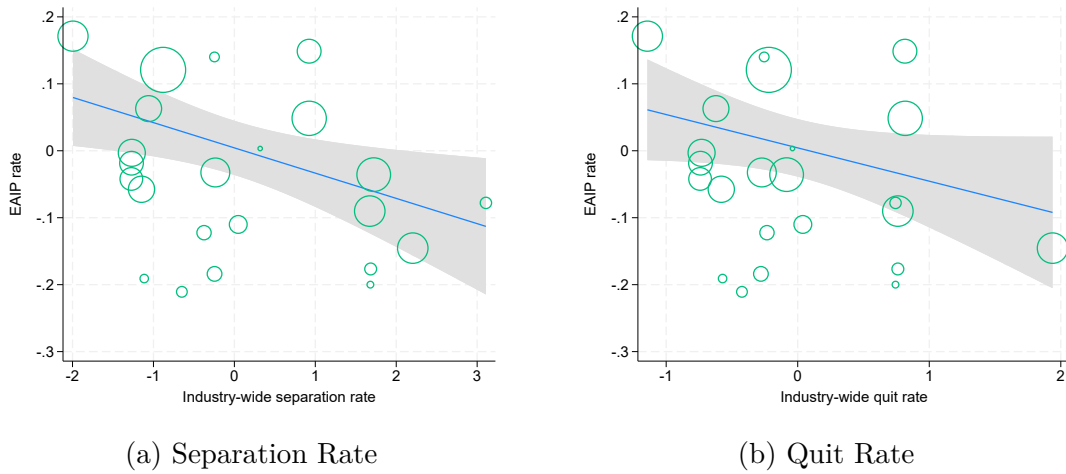 .2
.1
0
-.1
-.2
-.3
EAIP rate
-2 -1 0 1 2 3
Industry-wide separation rate
(a) Separation Rate
.2
.1
0
-.1
-.2
-.3
EAIP rate
-1 0 1 2
Industry-wide quit rate
(b) Quit Rate